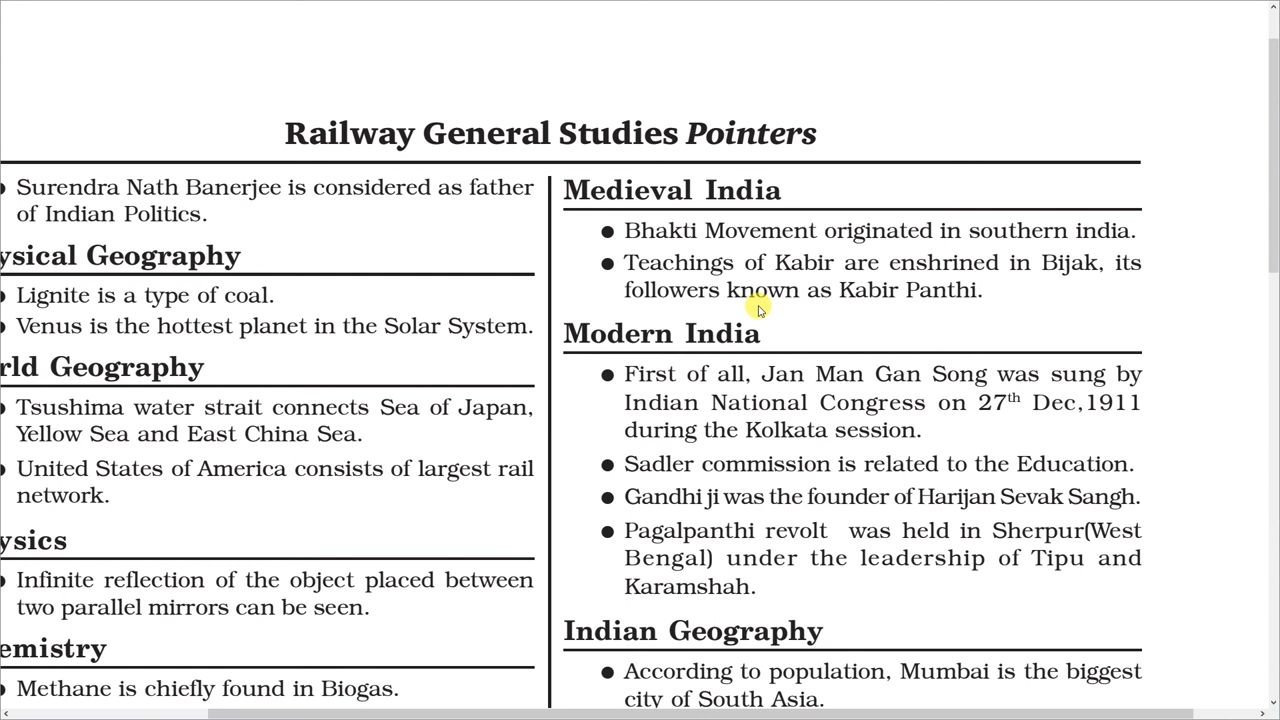 Railway General Studies Pointers
Surendra Nath Banerjee is considered as father
of Indian Politics.
ysical Geography
Lignite is a type of coal.
Venus is the hottest planet in the Solar System.
rld Geography
Tsushima water strait connects Sea of Japan,
Yellow Sea and East China Sea.
United States of America consists of largest rail
network.
ysics
Infinite reflection of the object placed between
two parallel mirrors can be seen.
emistry
Methane is chiefly found in Biogas.
Medieval India
Bhakti Movement originated in southern india.
Teachings of Kabir are enshrined in Bijak, its
followers known as Kabir Panthi.
Modern India
First of all, Jan Man Gan Song was sung by
Indian National Congress on 27th Dec,1911
during the Kolkata session.
Sadler commission is related to the Education.
Gandhi ji was the founder of Harijan Sevak Sangh.
Pagalpanthi revolt was held in Sherpur(West
Bengal) under the leadership of Tipu and
Karamshah.
Indian Geography
According to population, Mumbai is the biggest
city of South Asia.